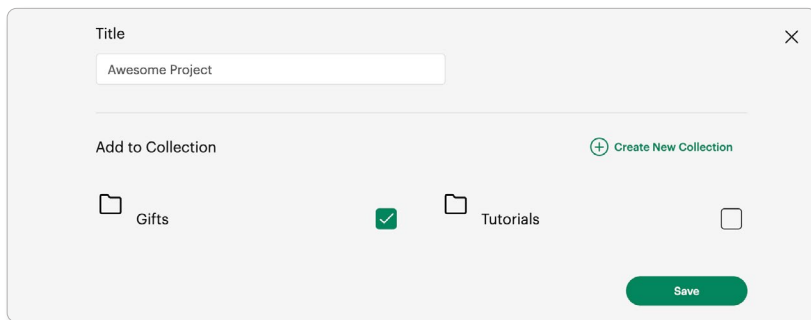 Title
Awesome Project
Add to Collection
Create New Collection
Gifts
Tutorials
Save